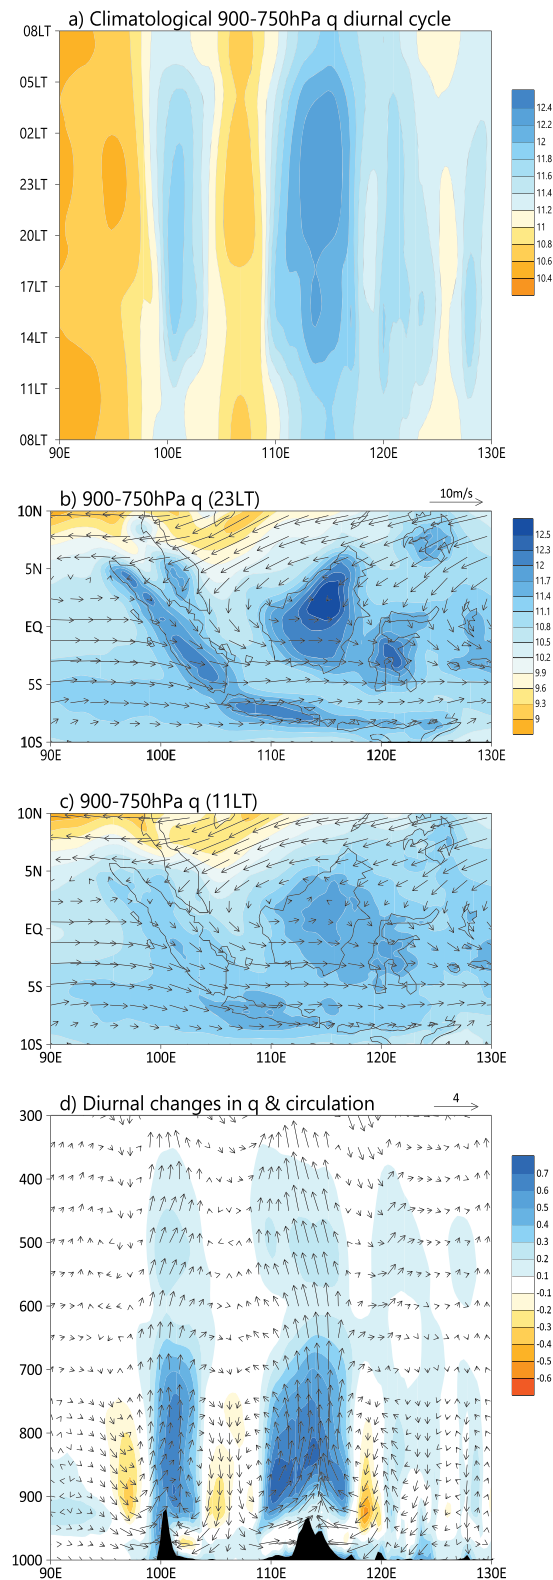 a) Climatological 900-750hPa q diurnal cycle
08LT
05LT
02LT
23LT
20LT
17LT
14LT
11LT
08LT
90E 100E 110E 120E 130E
12.4
12.2
12
11.8
11.6
11.4
11.2
11
10.8
10.6
10.4
b) 900-750hPa q (23LT)
10m/s
10N
5N
EQ
5S
10S
90E 100E 110E 120E 130E
12.5
12.3
12
11.7
11.4
11.1
10.8
10.5
10.2
9.9
9.6
9.3
9
c) 900-750hPa q (11LT)
10N
5N
EQ
5S
10S
90E 100E 110E 120E 130E
d) Diurnal changes in q & circulation
4
300
400
500
600
700
800
900
1000
90E 100E 110E 120E 130E
0.7
0.6
0.5
0.4
0.3
0.2
0.1
-0.1
-0.2
-0.3
-0.4
-0.5
-0.6